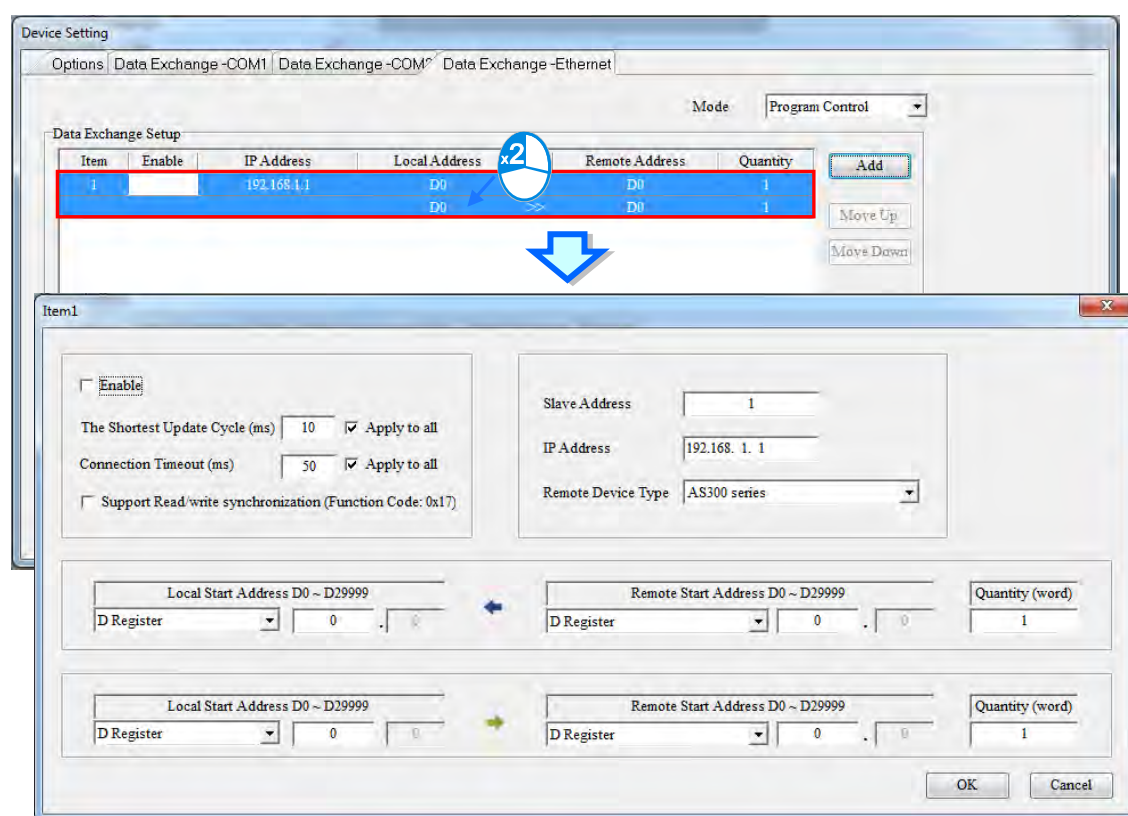 Device Setting
Options Data Exchange -COM1 Data Exchange -COM2 Data Exchange -Ethernet
Mode Program Control
Data Exchange Setup
Item Enable IP Address Local Address Remote Address Quantity
x2
Add
1 192.168.1.1 D0 D0 1
D0 >> D0 1
Move Up
Move Down
Item1
Enable
The Shortest Update Cycle (ms) 10 Apply to all
Connection Timeout (ms) 50 Apply to all
Support Read/write synchronization (Function Code: 0x17)
Slave Address 1
IP Address 192.168. 1. 1
Remote Device Type AS300 series
Local Start Address D0 ~ D29999 Remote Start Address D0 ~ D29999 Quantity (word)
D Register 0 . 0 D Register 0 . 0 1
Local Start Address D0 ~ D29999 Remote Start Address D0 ~ D29999 Quantity (word)
D Register 0 0 D Register 0 . 0 1
OK Cancel